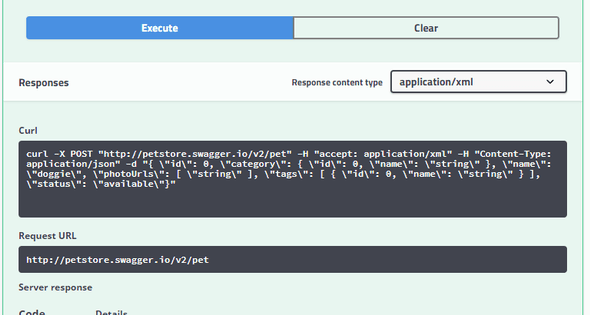 Execute
Clear
Responses
Response content type
application/xml
Curl
curl -X POST "http://petstore.swagger.io/v2/pet" -H "accept: application/xml" -H "Content-Type:
application/json" -d "{ \"id\": 0, \"category\": { \"id\": 0, \"name\": \"string\" }, \"name\":
\"doggie\", \"photoUrls\": [ \"string\" ], \"tags\": [ { \"id\": 0, \"name\": \"string\" } ],
\"status\": \"available\"}"
Request URL
http://petstore.swagger.io/v2/pet
Server response
Code Details